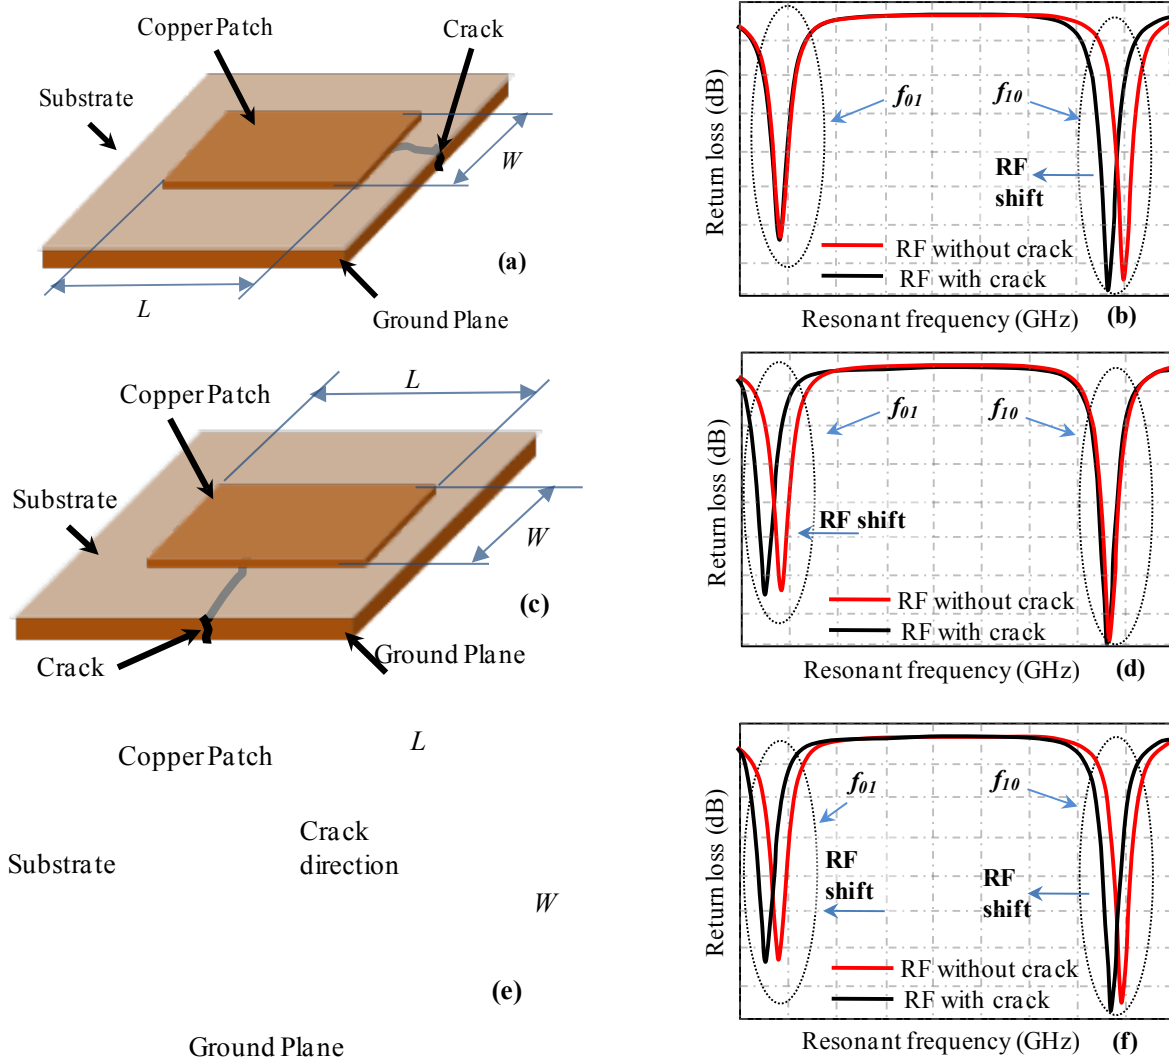 Copper Patch
Crack
Substrate
W
(a)
L
Ground Plane
Return loss (dB)
f01
f10
RF
shift
RF without crack
RF with crack
Resonant frequency (GHz)
(b)
L
Copper Patch
Substrate
W
(c)
Crack
Ground Plane
Return loss (dB)
f01
f10
RF shift
RF without crack
RF with crack
Resonant frequency (GHz)
(d)
L
Copper Patch
Crack
direction
Substrate
W
(e)
Ground Plane
Return loss (dB)
f01
f10
RF
shift
RF
shift
RF without crack
RF with crack
Resonant frequency (GHz)
(f)